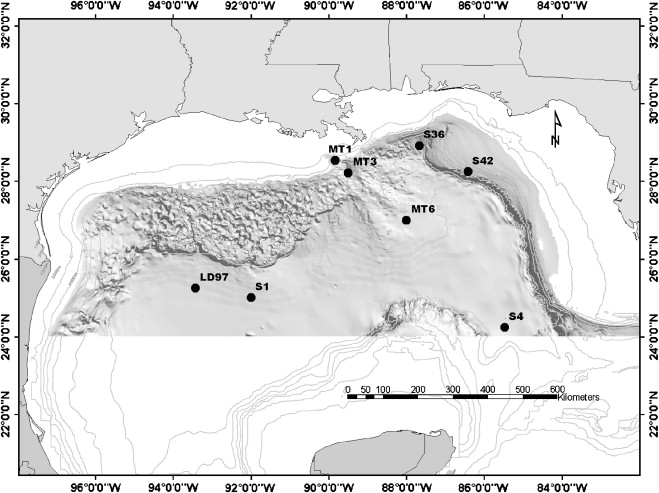 96°0'0"W 94°0'0"W 92°0'0"W 90°0'0"W 88°0'0"W 86°0'0"W 84°0'0"W
32°0'0"N 32°0'0"N
30°0'0"N 30°0'0"N
N
S36
MT1
MT3
S42
28°0'0"N 28°0'0"N
MT6
26°0'0"N 26°0'0"N
LD97
S1
S4
24°0'0"N 24°0'0"N
0 50 100 200 300 400 500 600
Kilometers
22°0'0"N 22°0'0"N
96°0'0"W 94°0'0"W 92°0'0"W 90°0'0"W 88°0'0"W 86°0'0"W 84°0'0"W